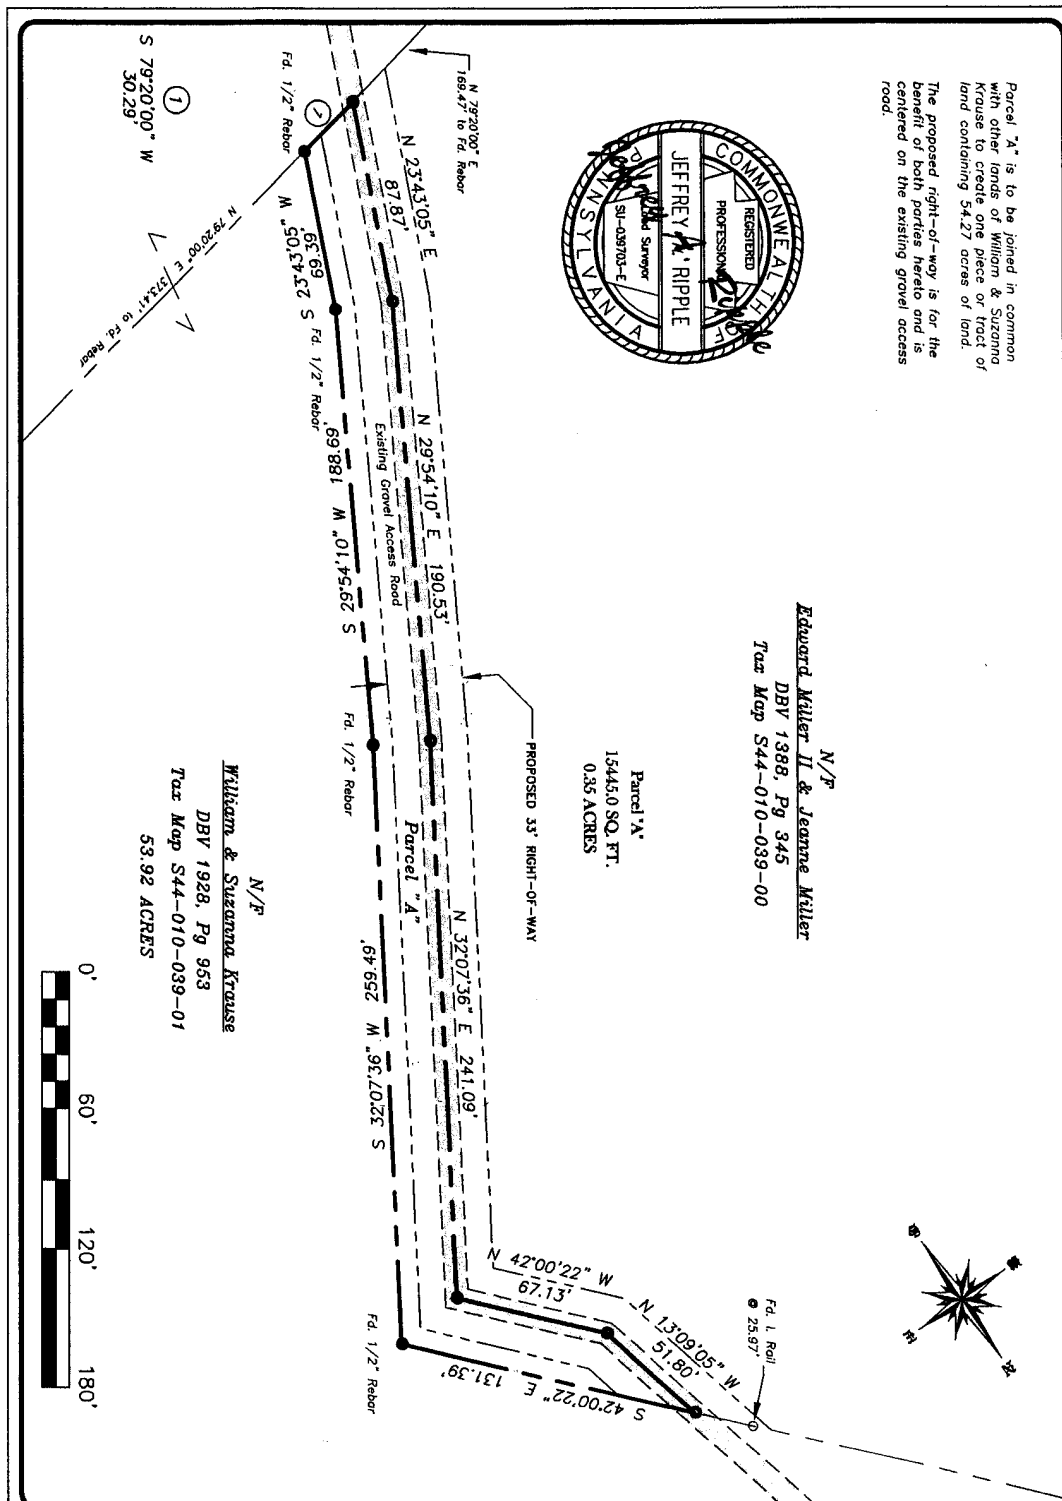 Parcel "A" is to be joined in common
with other lands of William & Suzanna
Krause to create one piece or tract of
land containing 54.27 acres of land.
The proposed right-of-way is for the
benefit of both parties hereto and is
centered on the existing gravel access
road.
COMMONWEALTH OF
PENNSYLVANIA
REGISTERED
PROFESSIONAL
JEFFREY A. RIPPLE
Land Surveyor
SU-039703-E
N 79°20'00" E
169.47' to Fd. Rebar
N 23°43'05" E
87.87'
Fd. 1/2" Rebar
1
1
S 79°20'00" W
30.29'
S 23°43'05" W
69.39'
Fd. 1/2" Rebar
N 79°20'00" E 373.41' to Fd. Rebar
N 29°54'10" E 190.53'
Existing Gravel Access Road
S 29°54'10" W 188.69'
N/F
Edward Miller II & Jeanne Miller
DBV 1388, Pg 345
Tax Map S44-010-039-00
Parcel "A"
15445.0 SQ. FT.
0.35 ACRES
PROPOSED 33' RIGHT-OF-WAY
Parcel "A"
Fd. 1/2" Rebar
N 32°07'36" E 241.09'
S 32°07'36" W 259.49'
N/F
William & Suzanna Krause
DBV 1928, Pg 953
Tax Map S44-010-039-01
53.92 ACRES
N 42°00'22" W
67.13'
N 13°09'05" W
51.80'
Fd. I. Rail
@ 25.97'
S 42°00'22" E 131.39'
Fd. 1/2" Rebar
N
E
S
W
0' 60' 120' 180'